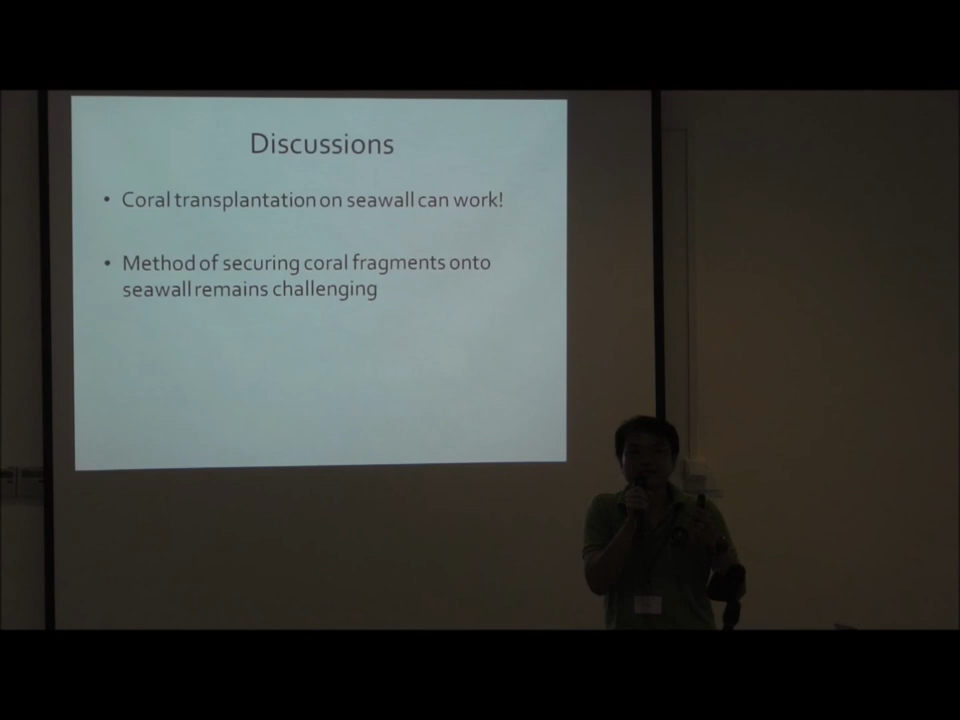 Discussions
• Coral transplantation on seawall can work!
• Method of securing coral fragments onto
seawall remains challenging